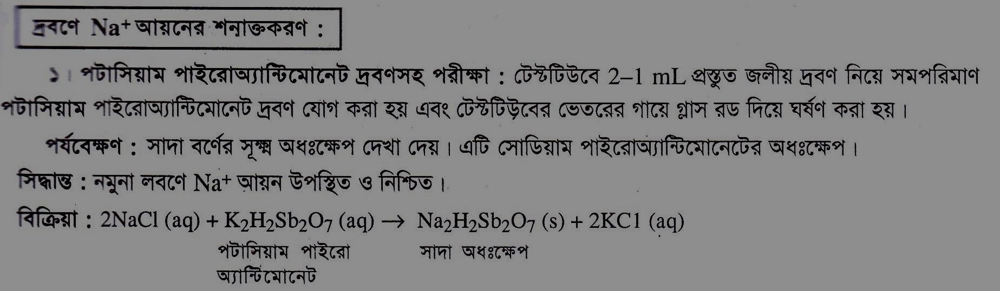 দ্রবণে Na⁺ আয়নের শনাক্তকরণ :
১। পটাসিয়াম পাইরোঅ্যান্টিমোনেট দ্রবণসহ পরীক্ষা : টেস্টটিউবে 2–1 mL প্রস্তুত জলীয় দ্রবণ নিয়ে সমপরিমাণ
পটাসিয়াম পাইরোঅ্যান্টিমোনেট দ্রবণ যোগ করা হয় এবং টেস্টটিউবের ভেতরের গায়ে গ্লাস রড দিয়ে ঘর্ষণ করা হয়।
পর্যবেক্ষণ : সাদা বর্ণের সূক্ষ্ম অধঃক্ষেপ দেখা দেয়। এটি সোডিয়াম পাইরোঅ্যান্টিমোনেটের অধঃক্ষেপ।
সিদ্ধান্ত : নমুনা লবণে Na⁺ আয়ন উপস্থিত ও নিশ্চিত।
বিক্রিয়া : 2NaCl (aq) + K₂H₂Sb₂O₇ (aq) → Na₂H₂Sb₂O₇ (s) + 2KC1 (aq)
পটাসিয়াম পাইরো সাদা অধঃক্ষেপ
অ্যান্টিমোনেট